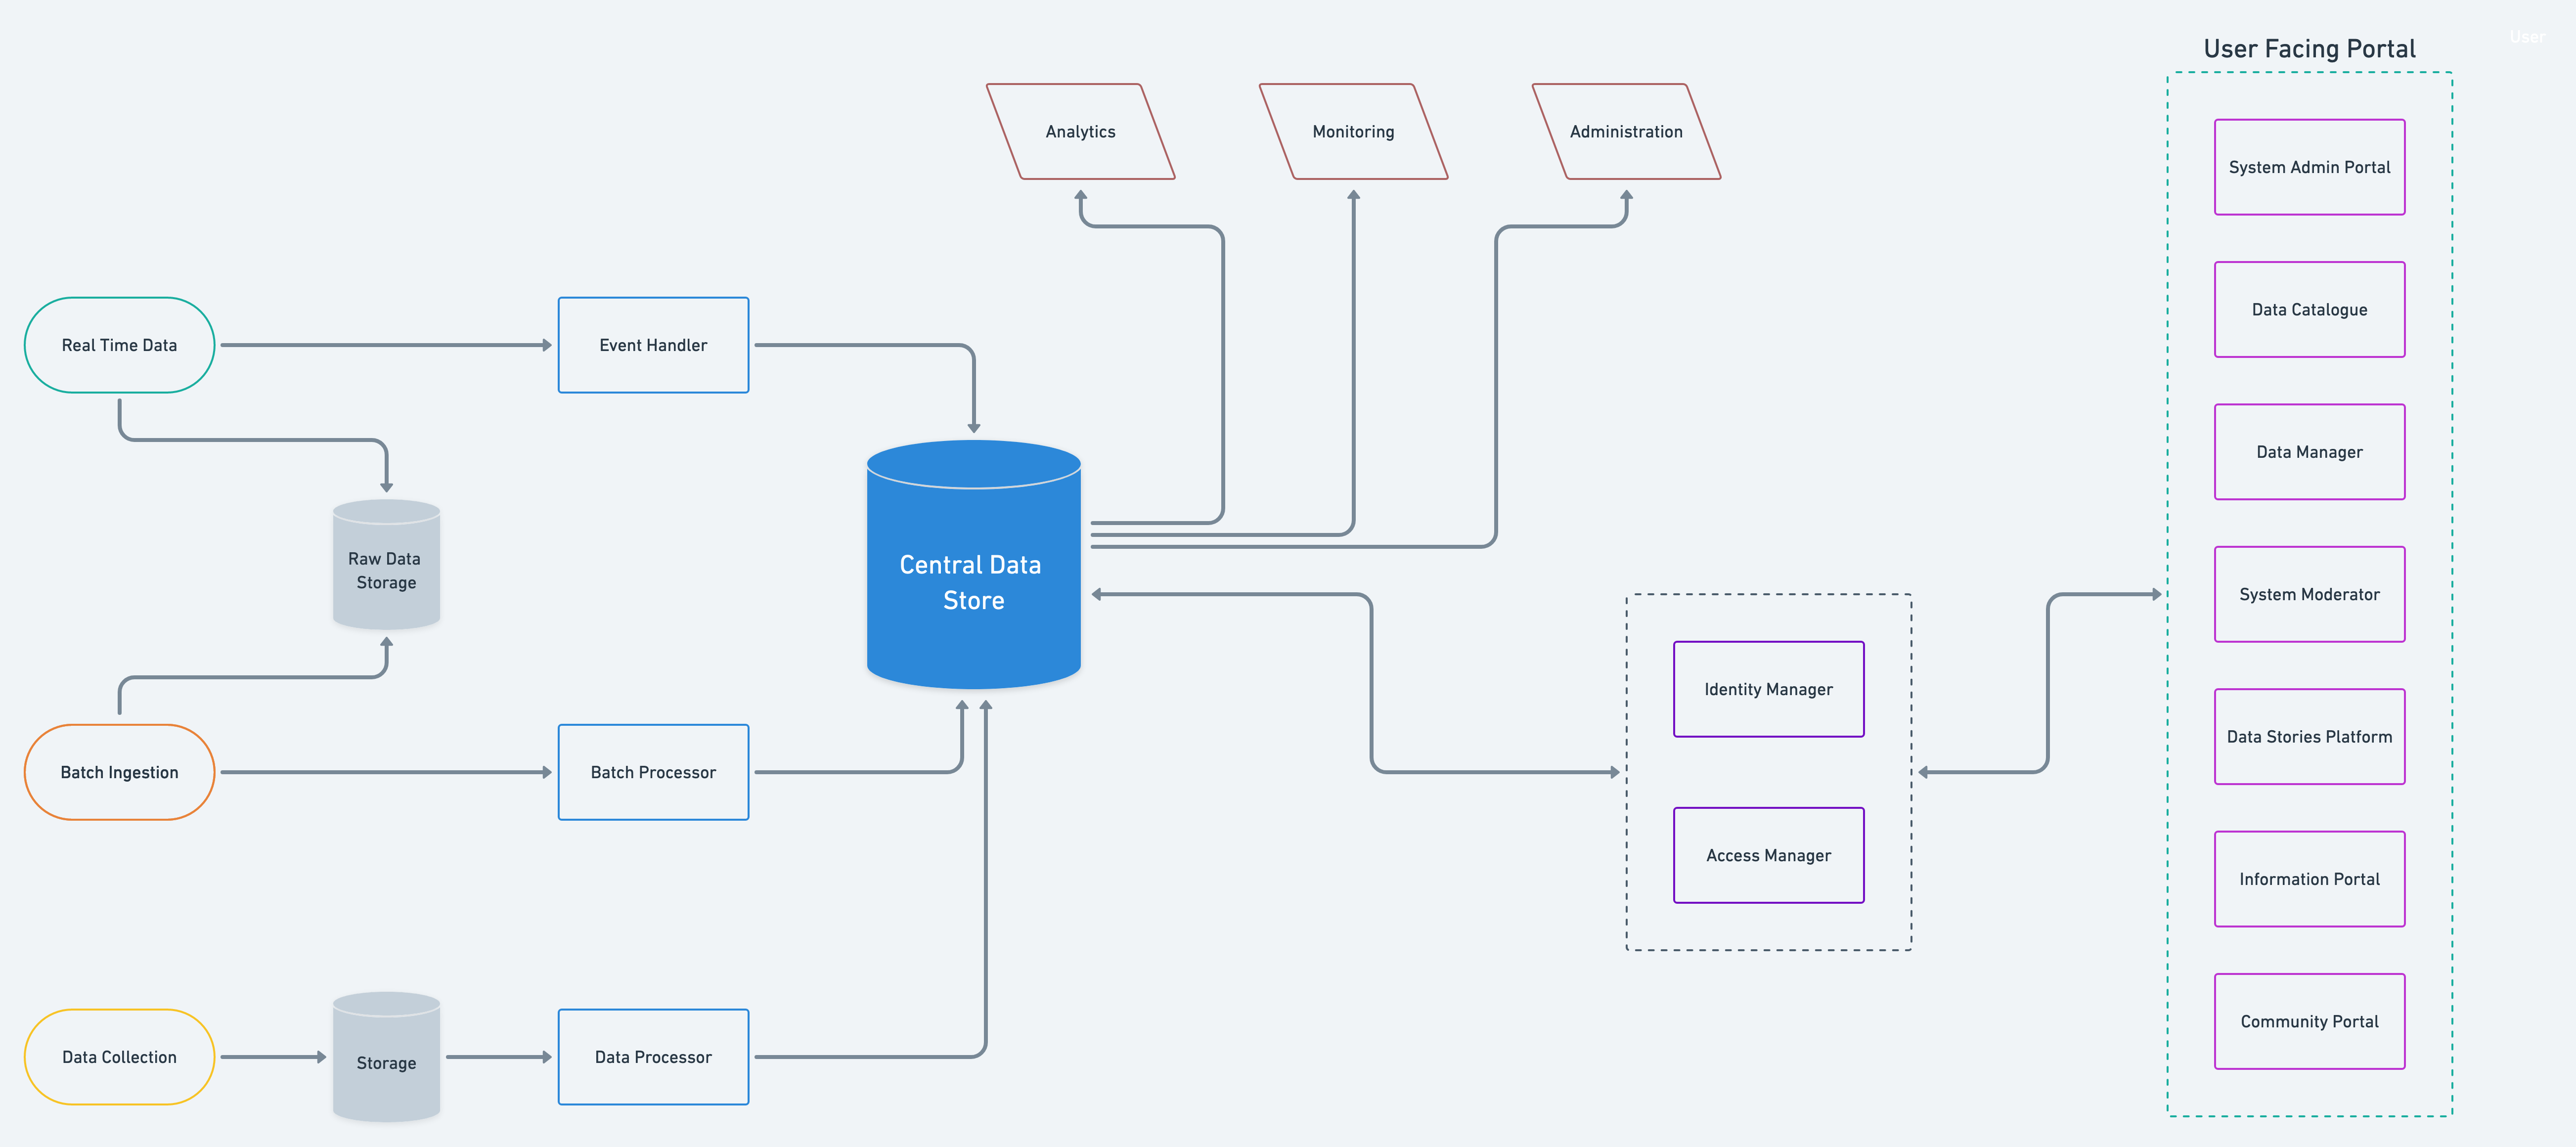 User Facing Portal
User
Analytics
Monitoring
Administration
System Admin Portal
Data Catalogue
Real Time Data
Event Handler
Data Manager
Raw Data
Storage
Central Data
Store
System Moderator
Identity Manager
Data Stories Platform
Batch Ingestion
Batch Processor
Access Manager
Information Portal
Community Portal
Data Collection
Storage
Data Processor